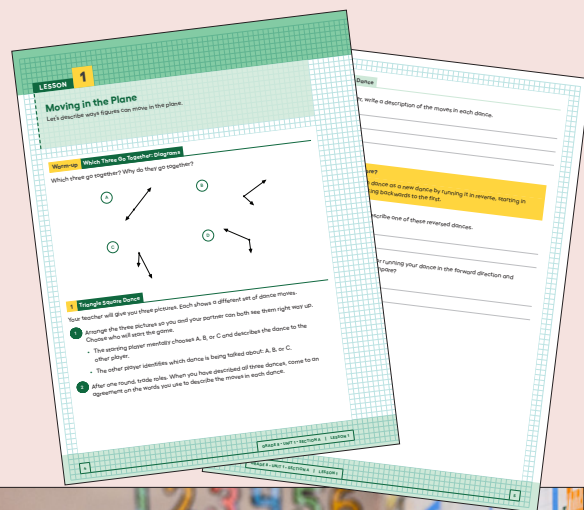 LESSON 1
Moving in the Plane
Let's describe ways figures can move in the plane.
Warm-up Which Three Go Together: Diagrams
Which three go together? Why do they go together?
A
B
C
D
1 Triangle Square Dance
Your teacher will give you three pictures. Each shows a different set of dance moves.
1 Arrange the three pictures so you and your partner can both see them right way up.
Choose who will start the game.
• The starting player mentally chooses A, B, or C and describes the dance to the
other player.
• The other player identifies which dance is being talked about: A, B, or C.
2 After one round, trade roles. When you have described all three dances, come to an
agreement on the words you use to describe the moves in each dance.
GRADE 8 • UNIT 1 • SECTION A | LESSON 1
Dance
write a description of the moves in each dance.
dance as a new dance by running it in reverse, starting in
backwards to the first.
describe one of these reversed dances.
running your dance in the forward direction and
GRADE 8 • UNIT 1 • SECTION A | LESSON 1